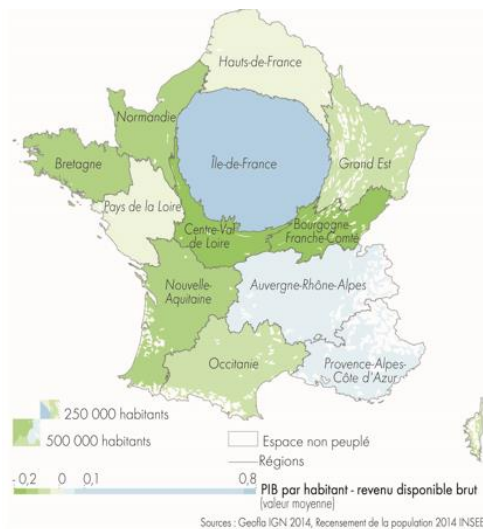 Hauts-de-France
Normandie
Île-de-France
Grand Est
Bretagne
Pays de la Loire
Centre-Val
de Loire
Bourgogne
Franche-Comté
Nouvelle-
Aquitaine
Auvergne-Rhône-Alpes
Occitanie
Provence-Alpes-
Côte d'Azur
250 000 habitants
500 000 habitants
Espace non peuplé
Régions
- 0,2 0 0,1 0,8
PIB par habitant - revenu disponible brut
(valeur moyenne)
Sources : Geofla IGN 2014, Recensement de la population 2014 INSEE